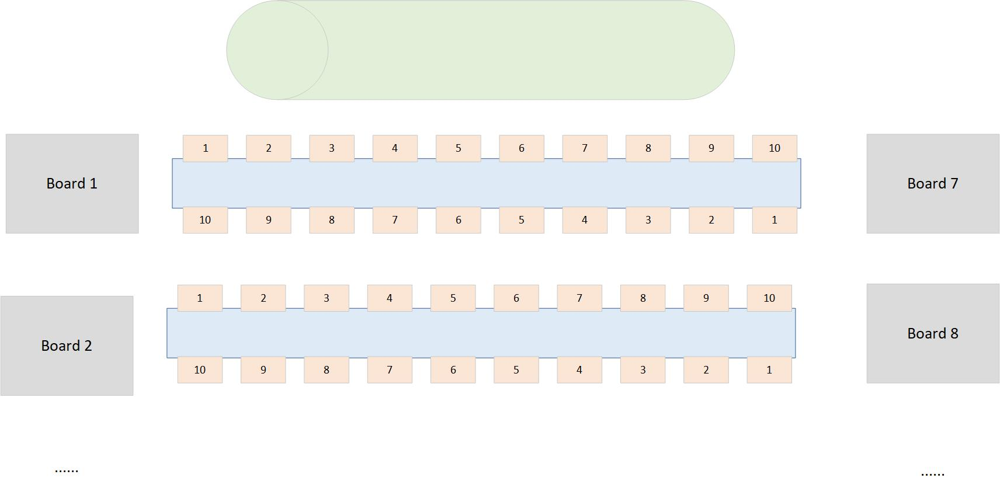 1 2 3 4 5 6 7 8 9 10
Board 1 Board 7
10 9 8 7 6 5 4 3 2 1
1 2 3 4 5 6 7 8 9 10
Board 2 Board 8
10 9 8 7 6 5 4 3 2 1
...... ......